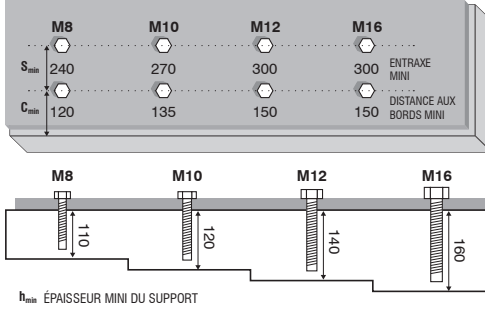 M8 M10 M12 M16
Smin 240 270 300 300 ENTRAXE
MINI
Cmin 120 135 150 150 DISTANCE AUX
BORDS MINI
M8 M10 M12 M16
110 120 140 160
hmin ÉPAISSEUR MINI DU SUPPORT